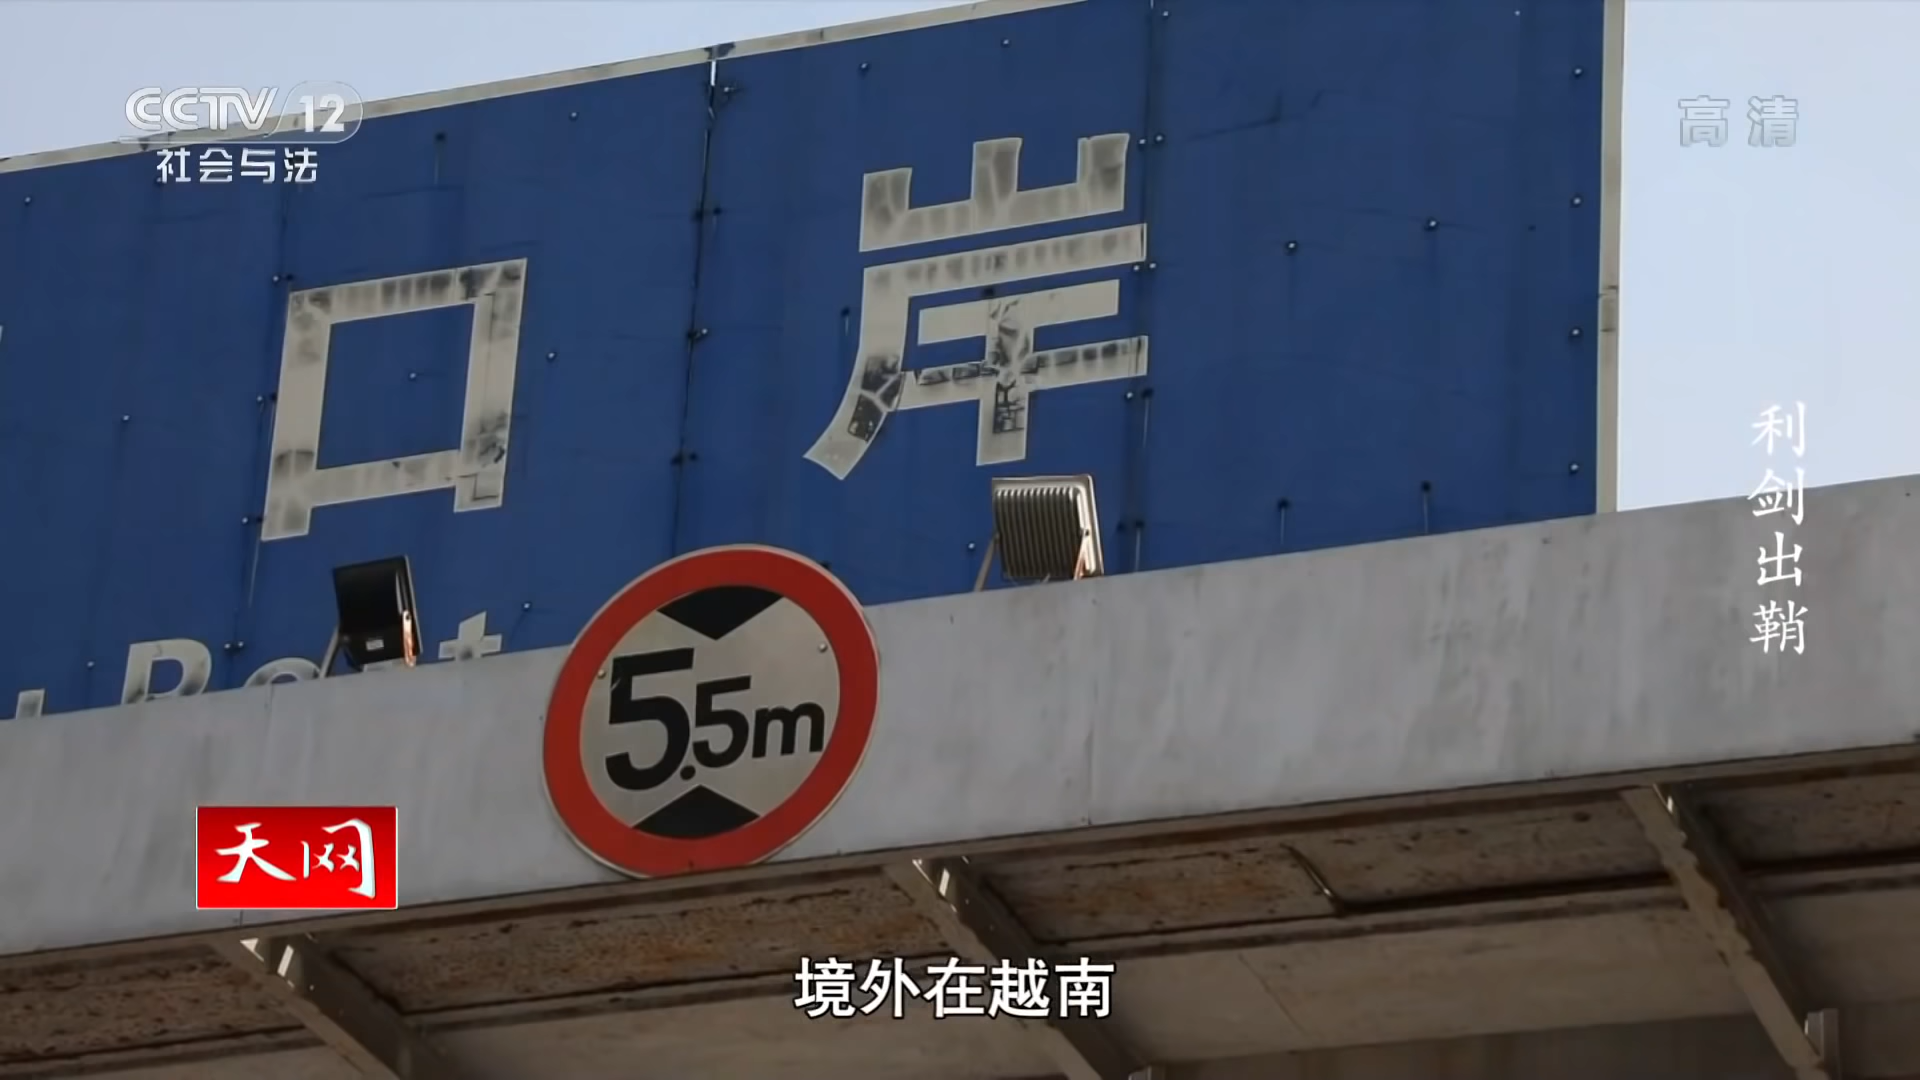 CCTV 12
社会与法
高清
口岸
Port
5.5m
利剑出鞘
天网
境外在越南